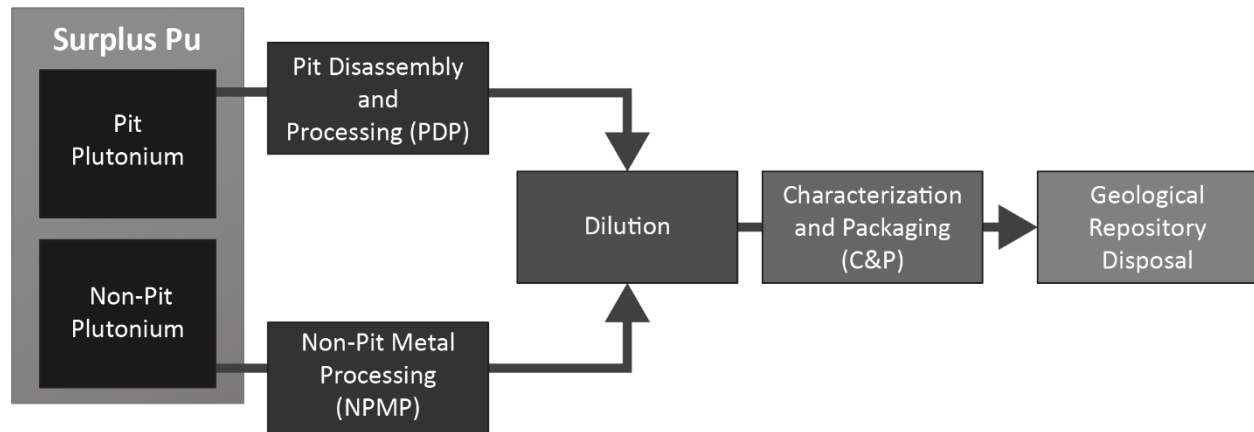 Surplus Pu
Pit
Plutonium
Non-Pit
Plutonium
Pit Disassembly
and
Processing (PDP)
Non-Pit Metal
Processing
(NPMP)
Dilution
Characterization
and Packaging
(C&P)
Geological
Repository
Disposal